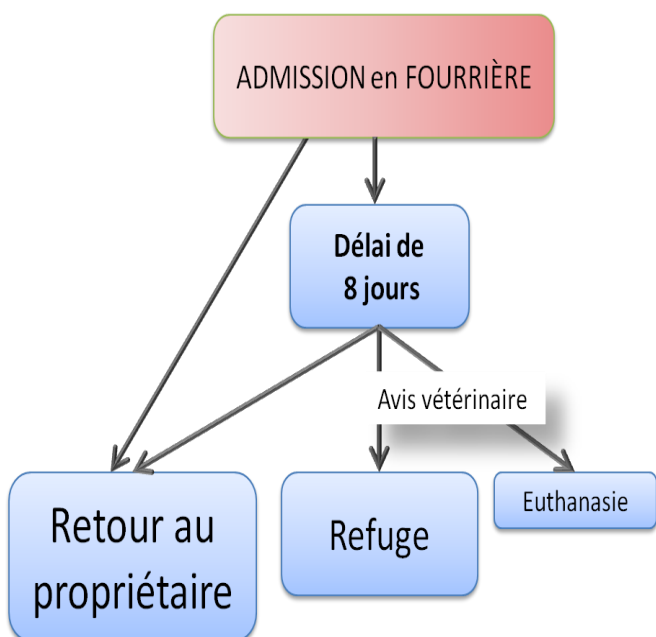 ADMISSION en FOURRIÈRE
Délai de
8 jours
Avis vétérinaire
Retour au
propriétaire
Refuge
Euthanasie